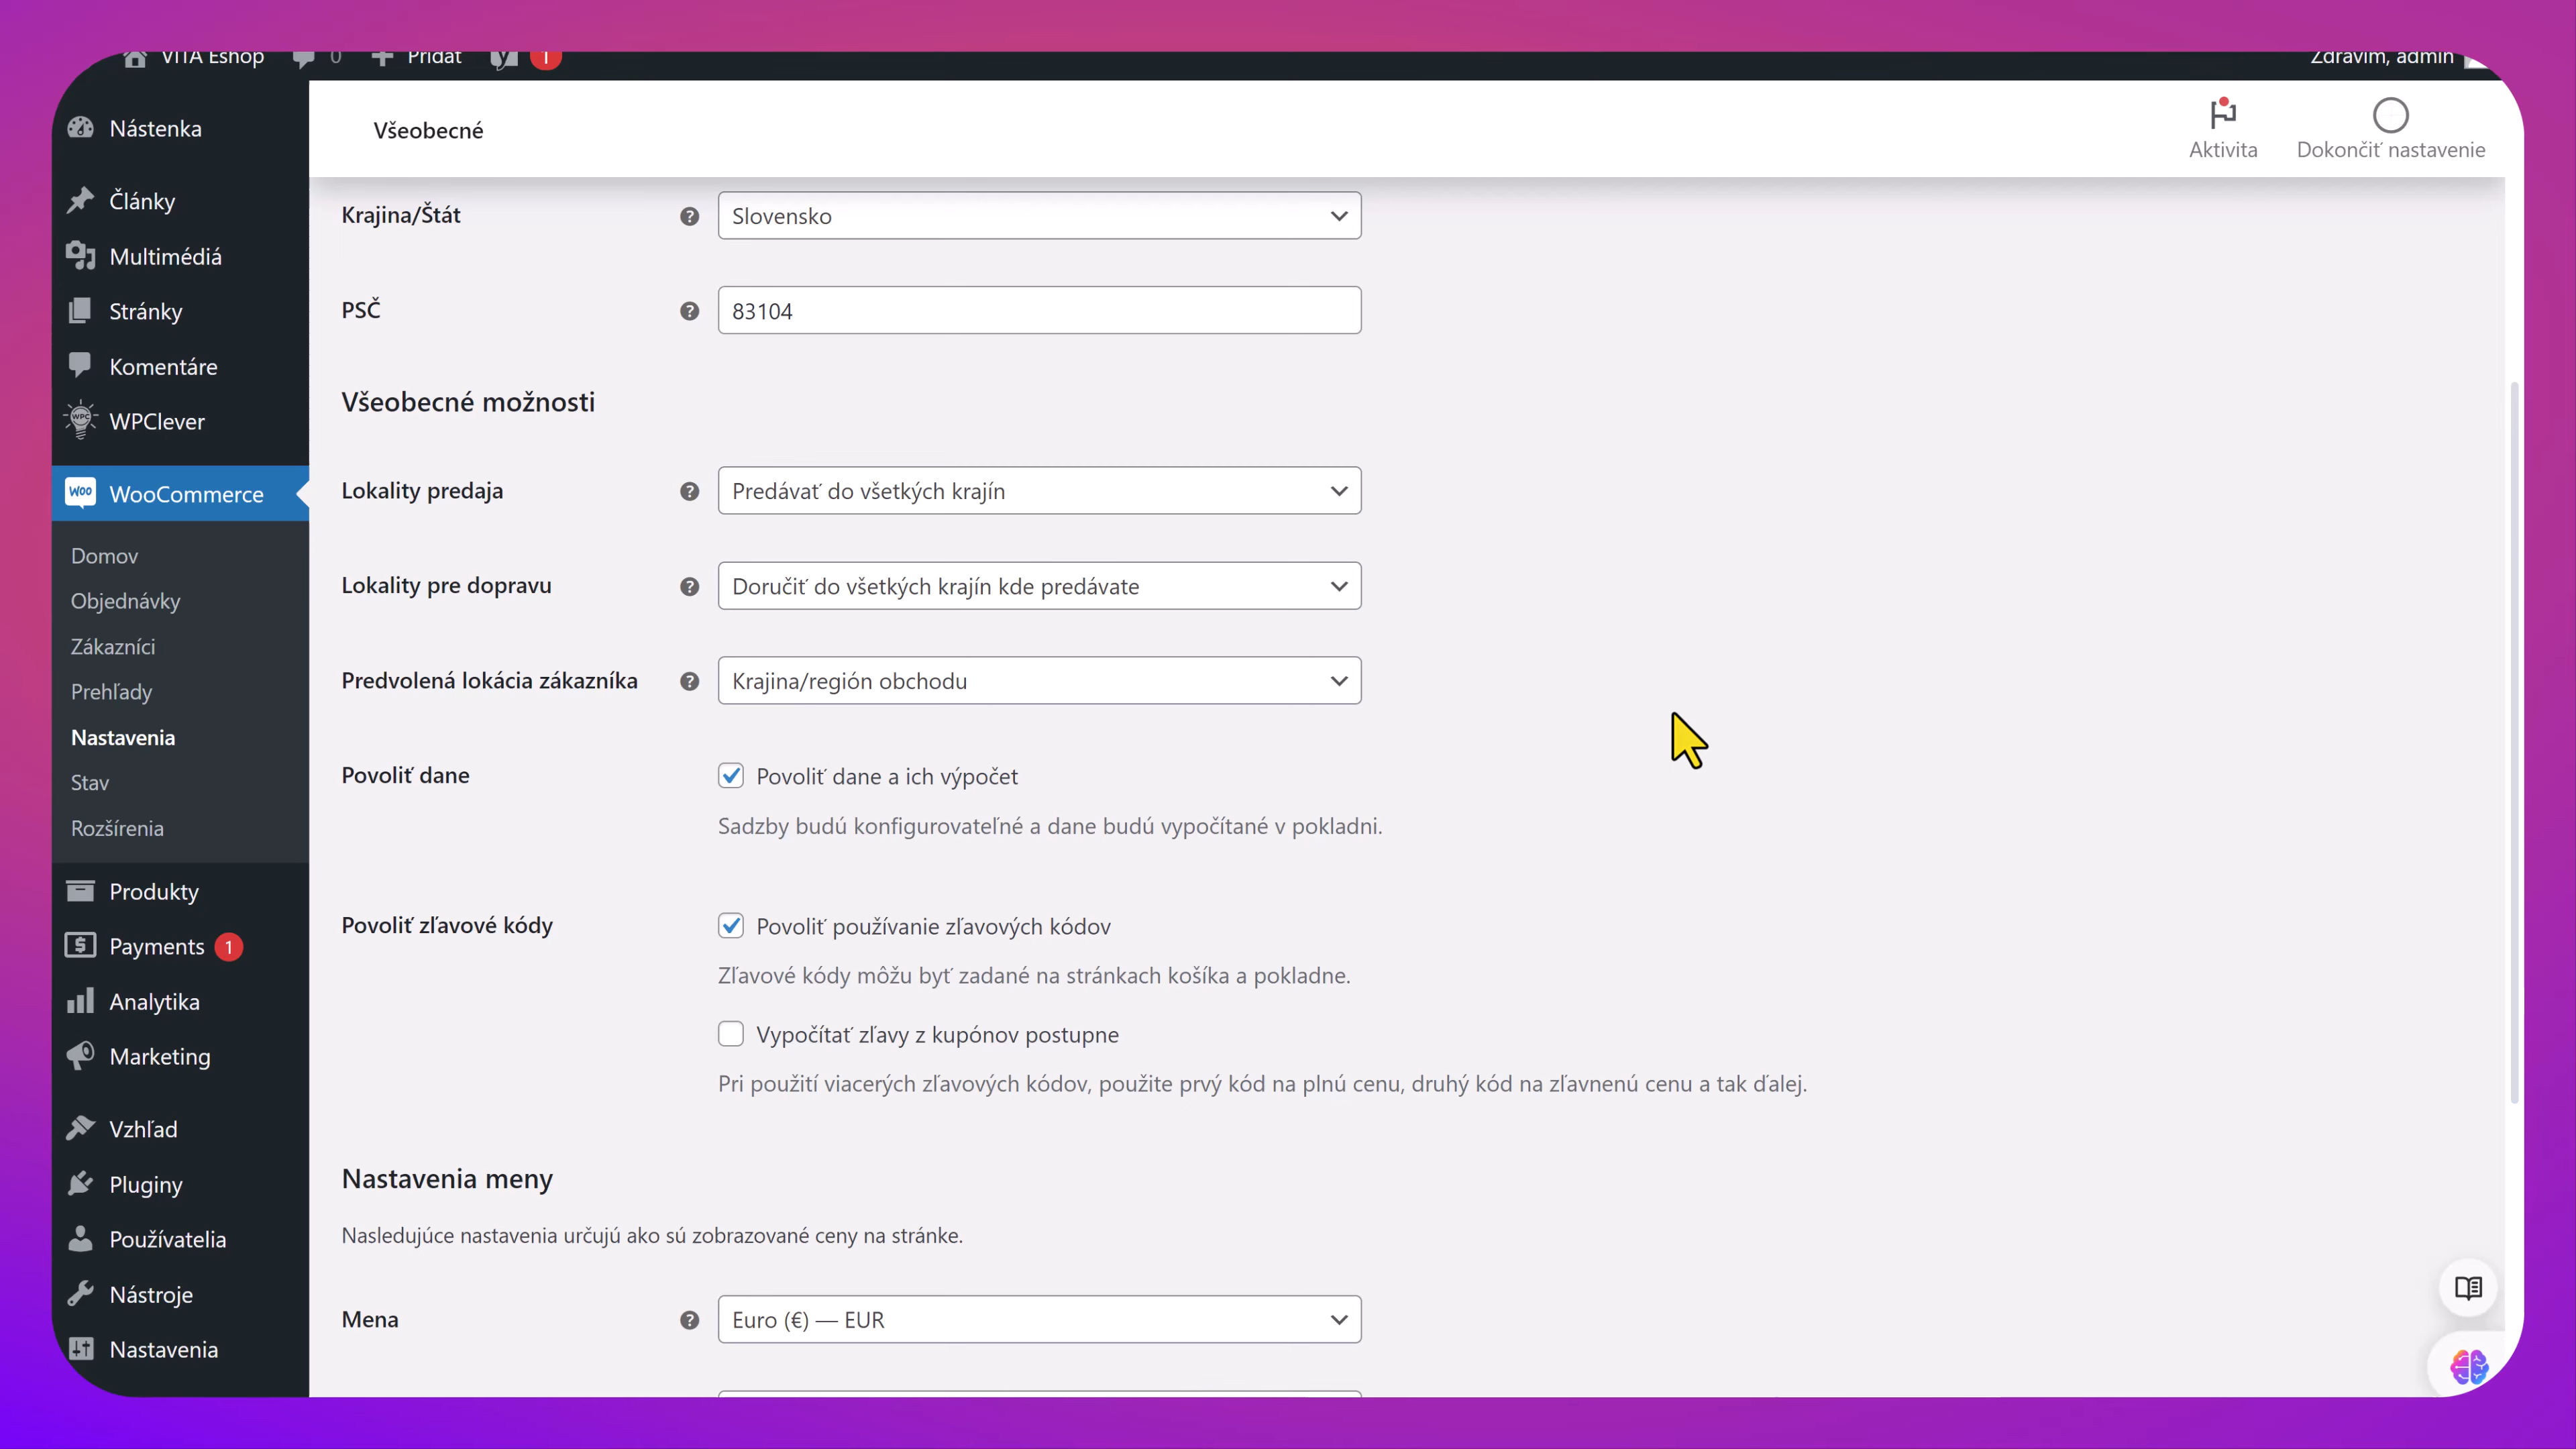 VITA Eshop 0 Pridať 1 Zdravím, admin
Nástenka
Články
Multimédiá
Stránky
Komentáre
WPClever
WooCommerce
Domov
Objednávky
Zákazníci
Prehľady
Nastavenia
Stav
Rozšírenia
Produkty
Payments 1
Analytika
Marketing
Vzhľad
Pluginy
Používatelia
Nástroje
Nastavenia
Všeobecné
Aktivita
Dokončiť nastavenie
Krajina/Štát
Slovensko
PSČ
83104
Všeobecné možnosti
Lokality predaja
Predávať do všetkých krajín
Lokality pre dopravu
Doručiť do všetkých krajín kde predávate
Predvolená lokácia zákazníka
Krajina/región obchodu
Povoliť dane
Povoliť dane a ich výpočet
Sadzby budú konfigurovateľné a dane budú vypočítané v pokladni.
Povoliť zľavové kódy
Povoliť používanie zľavových kódov
Zľavové kódy môžu byť zadané na stránkach košíka a pokladne.
Vypočítať zľavy z kupónov postupne
Pri použití viacerých zľavových kódov, použite prvý kód na plnú cenu, druhý kód na zľavnenú cenu a tak ďalej.
Nastavenia meny
Nasledujúce nastavenia určujú ako sú zobrazované ceny na stránke.
Mena
Euro (€) — EUR